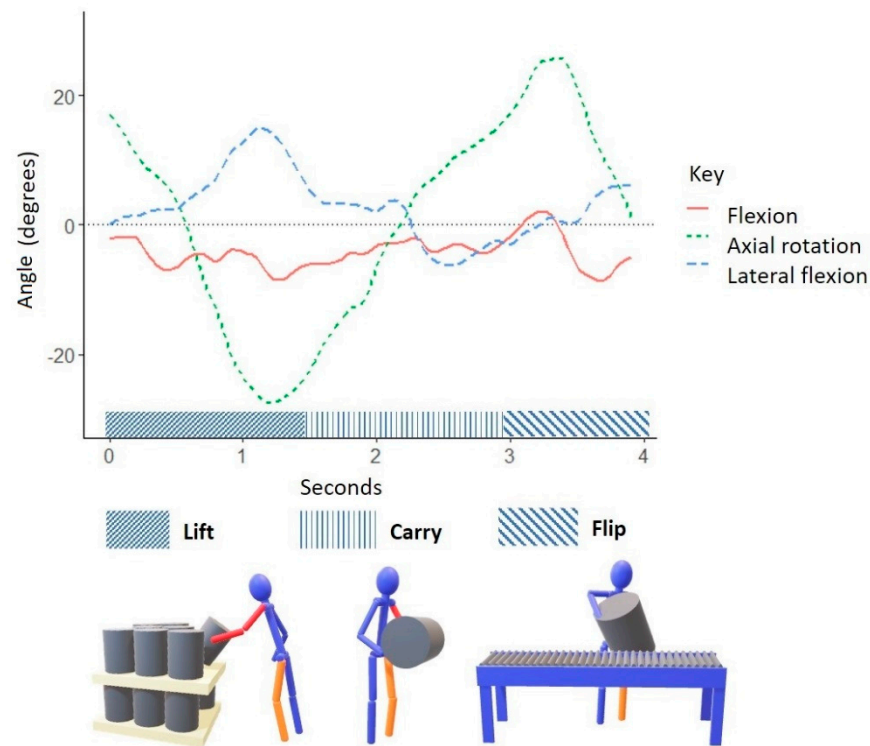 20
0
-20
Angle (degrees)
0 1 2 3 4
Seconds
Key
Flexion
Axial rotation
Lateral flexion
Lift Carry Flip